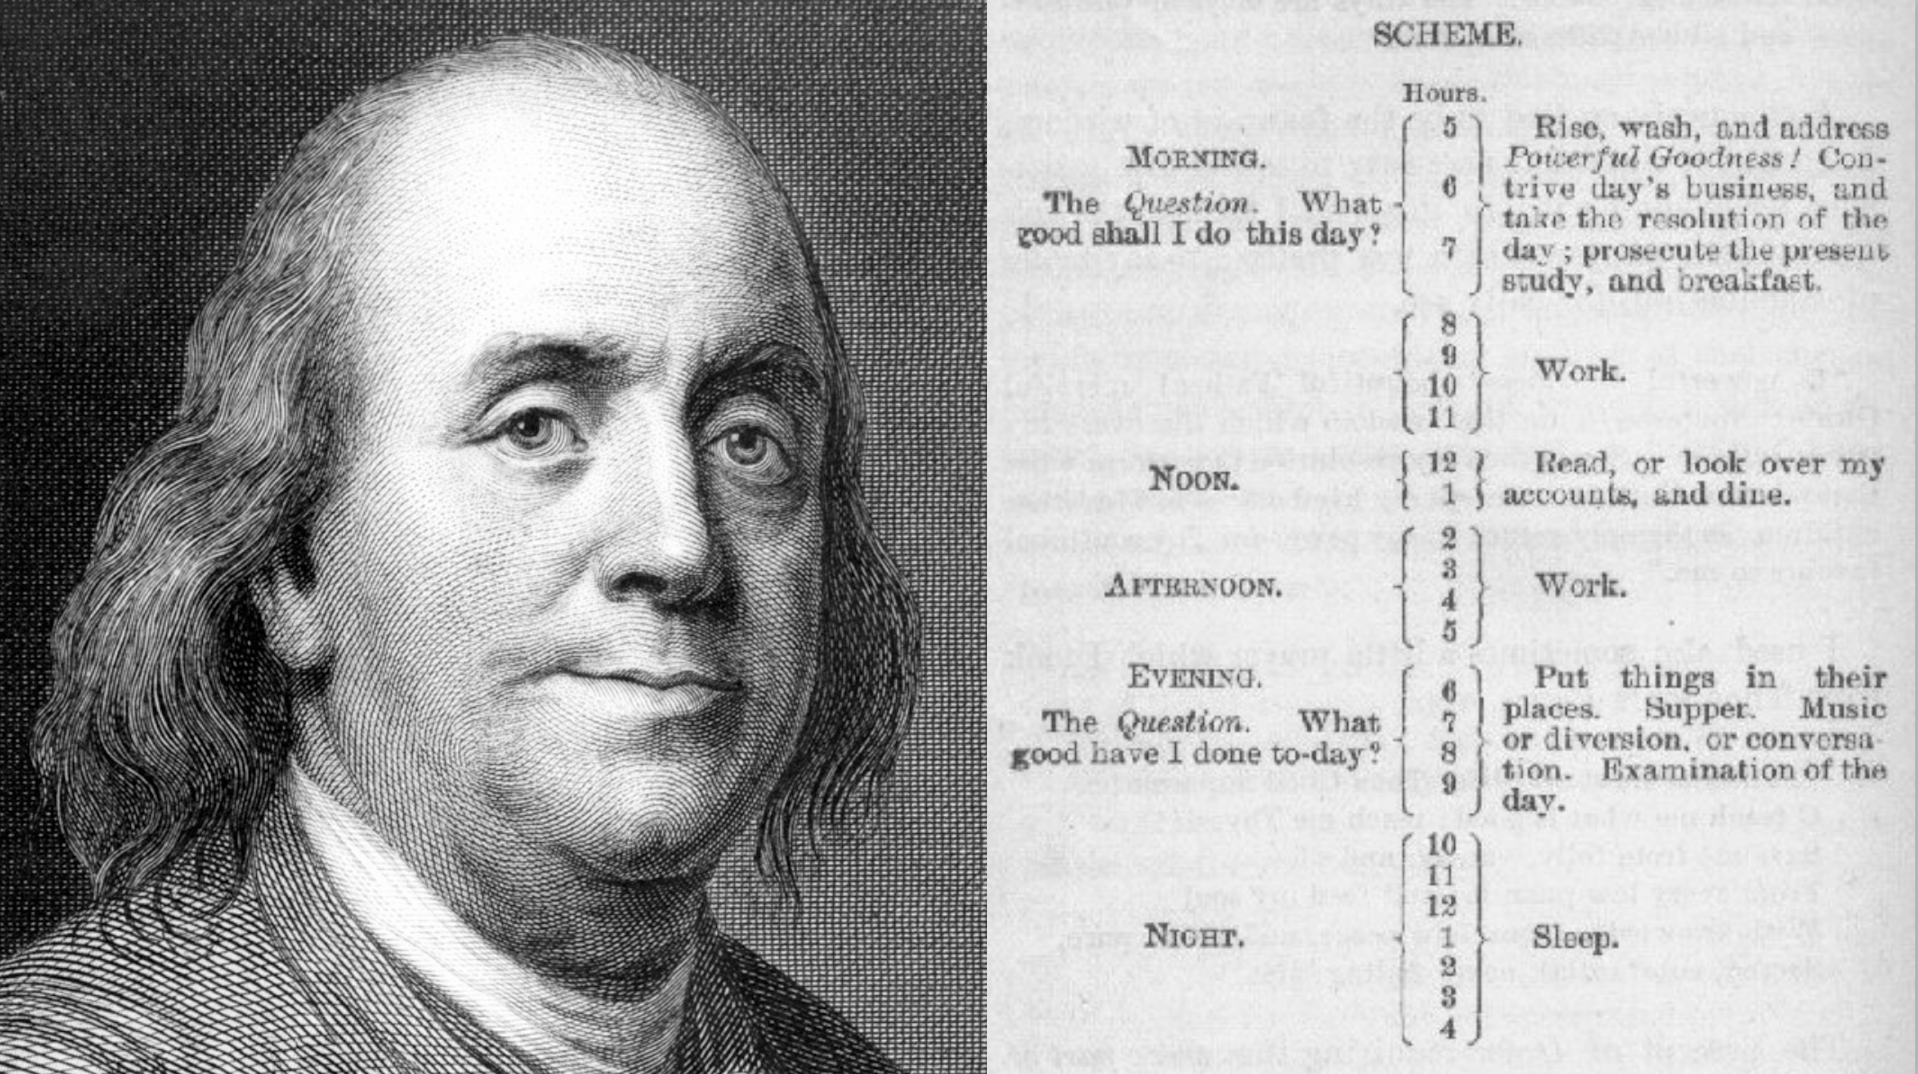 SCHEME.
Hours.
MORNING.
The Question. What
good shall I do this day?
5
6
7
Rise, wash, and address
Powerful Goodness! Con-
trive day's business, and
take the resolution of the
day; prosecute the present
study, and breakfast.
8
9
10
11
Work.
NOON.
12
1
Read, or look over my
accounts, and dine.
AFTERNOON.
2
3
4
5
Work.
EVENING.
The Question. What
good have I done to-day?
6
7
8
9
Put things in their
places. Supper. Music
or diversion, or conversa-
tion. Examination of the
day.
NIGHT.
10
11
12
1
2
3
4
Sleep.